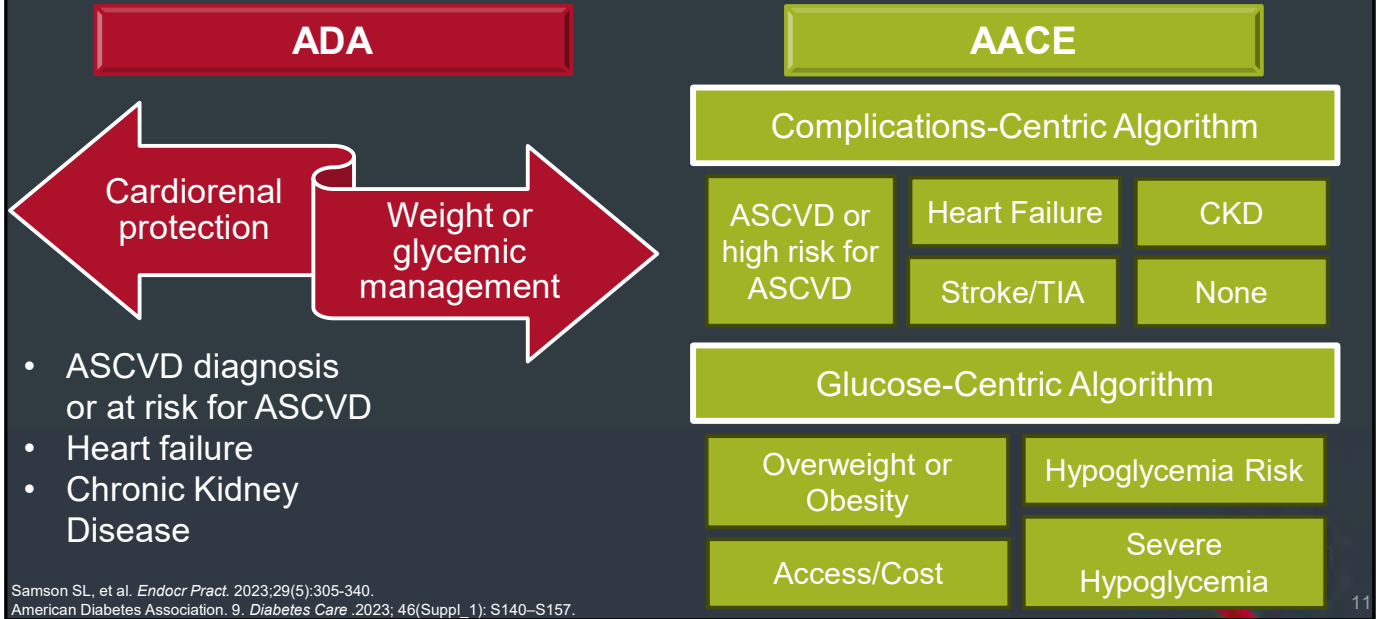 ADA
Cardiorenal
protection
Weight or
glycemic
management
• ASCVD diagnosis
or at risk for ASCVD
• Heart failure
• Chronic Kidney
Disease
AACE
Complications-Centric Algorithm
ASCVD or
high risk for
ASCVD
Heart Failure
CKD
Stroke/TIA
None
Glucose-Centric Algorithm
Overweight or
Obesity
Hypoglycemia Risk
Access/Cost
Severe
Hypoglycemia
Samson SL, et al. Endocr Pract. 2023;29(5):305-340.
American Diabetes Association. 9. Diabetes Care .2023; 46(Suppl_1): S140–S157.
11